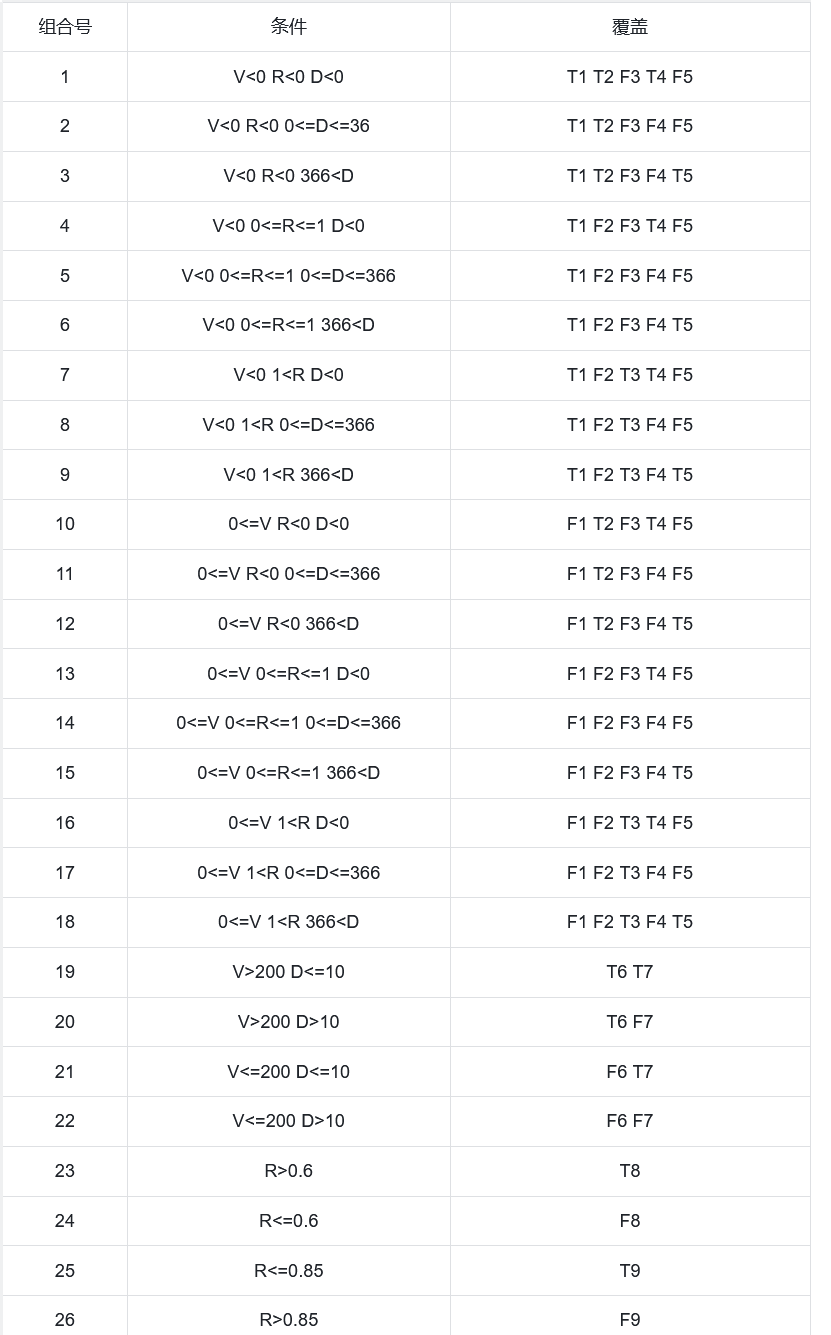 组合号 条件 覆盖
1 V<0 R<0 D<0 T1 T2 F3 T4 F5
2 V<0 R<0 0<=D<=36 T1 T2 F3 F4 F5
3 V<0 R<0 366<D T1 T2 F3 F4 T5
4 V<0 0<=R<=1 D<0 T1 F2 F3 T4 F5
5 V<0 0<=R<=1 0<=D<=366 T1 F2 F3 F4 F5
6 V<0 0<=R<=1 366<D T1 F2 F3 F4 T5
7 V<0 1<R D<0 T1 F2 T3 T4 F5
8 V<0 1<R 0<=D<=366 T1 F2 T3 F4 F5
9 V<0 1<R 366<D T1 F2 T3 F4 T5
10 0<=V R<0 D<0 F1 T2 F3 T4 F5
11 0<=V R<0 0<=D<=366 F1 T2 F3 F4 F5
12 0<=V R<0 366<D F1 T2 F3 F4 T5
13 0<=V 0<=R<=1 D<0 F1 F2 F3 T4 F5
14 0<=V 0<=R<=1 0<=D<=366 F1 F2 F3 F4 F5
15 0<=V 0<=R<=1 366<D F1 F2 F3 F4 T5
16 0<=V 1<R D<0 F1 F2 T3 T4 F5
17 0<=V 1<R 0<=D<=366 F1 F2 T3 F4 F5
18 0<=V 1<R 366<D F1 F2 T3 F4 T5
19 V>200 D<=10 T6 T7
20 V>200 D>10 T6 F7
21 V<=200 D<=10 F6 T7
22 V<=200 D>10 F6 F7
23 R>0.6 T8
24 R<=0.6 F8
25 R<=0.85 T9
26 R>0.85 F9